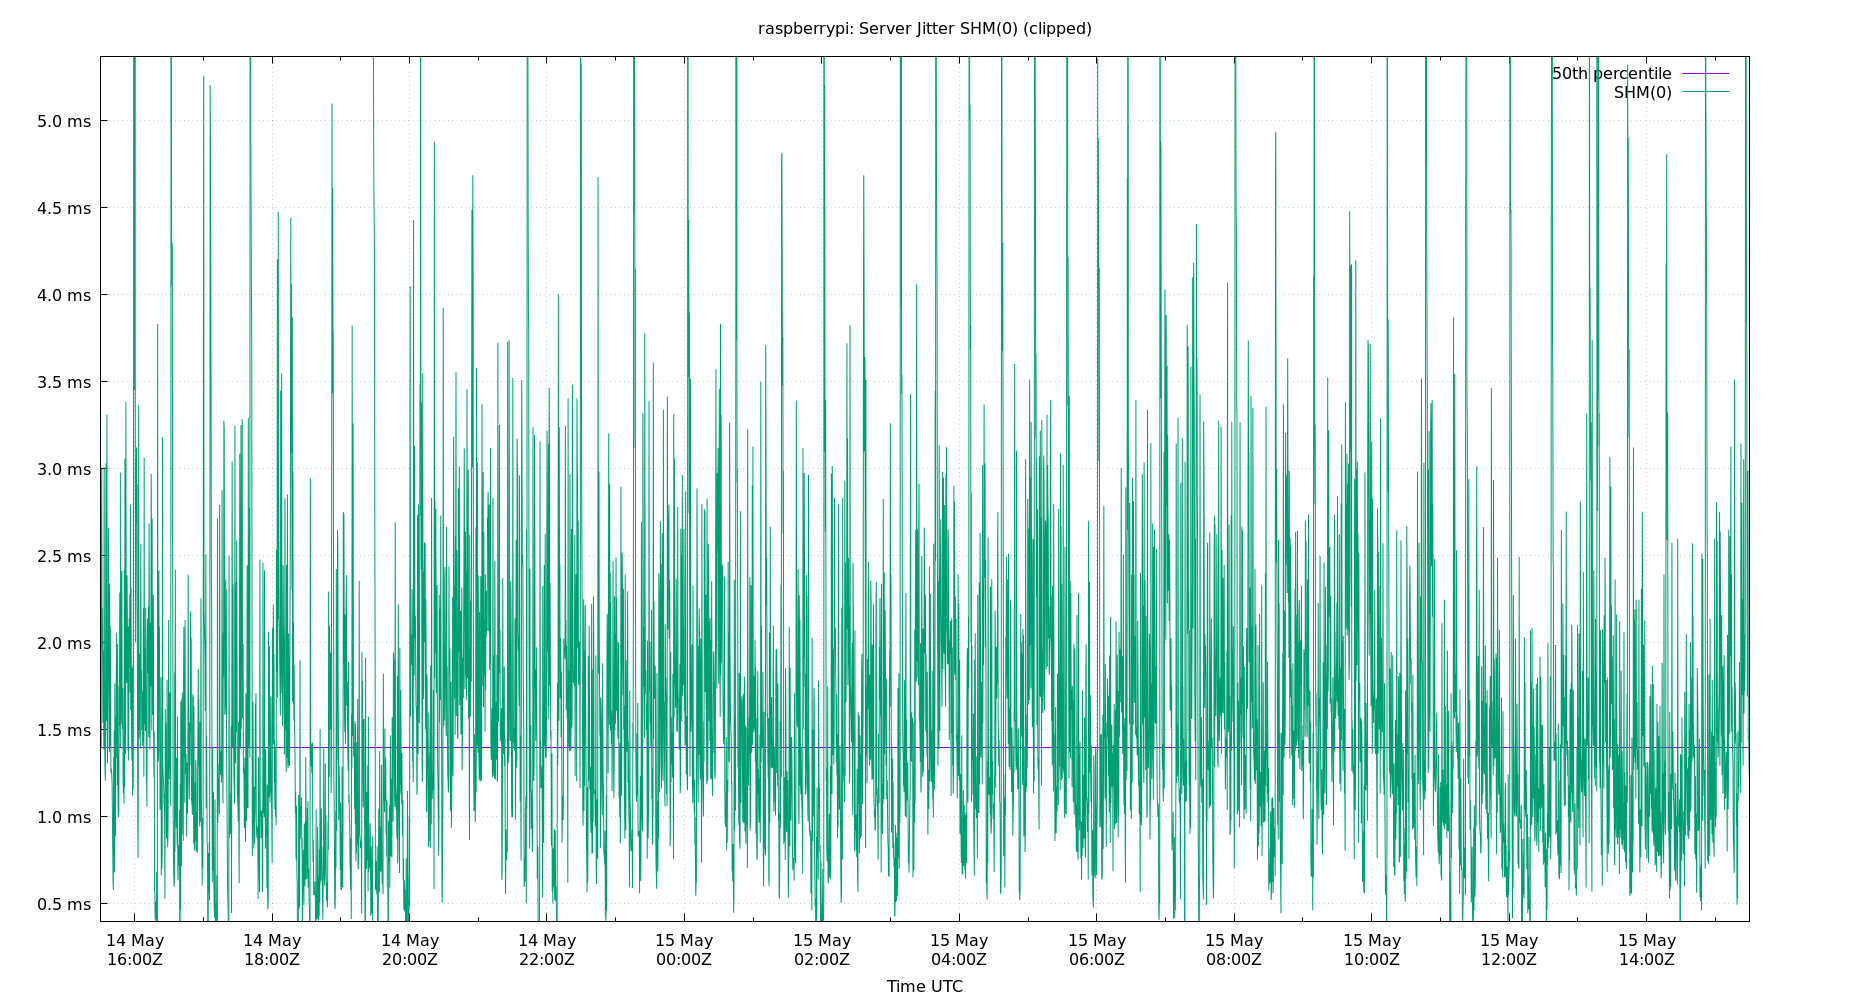 raspberrypi: Server Jitter SHM(0) (clipped)
50th percentile
SHM(0)
5.0 ms
4.5 ms
4.0 ms
3.5 ms
3.0 ms
2.5 ms
2.0 ms
1.5 ms
1.0 ms
0.5 ms
14 May 14 May 14 May 14 May 15 May 15 May 15 May 15 May 15 May 15 May 15 May 15 May
16:00Z 18:00Z 20:00Z 22:00Z 00:00Z 02:00Z 04:00Z 06:00Z 08:00Z 10:00Z 12:00Z 14:00Z
Time UTC